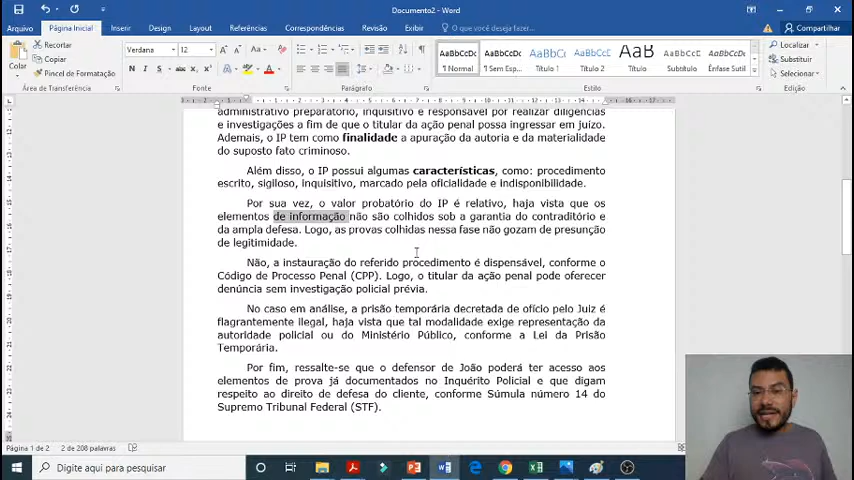 Documento2 - Word
Arquivo Página Inicial Inserir Design Layout Referências Correspondências Revisão Exibir O que você deseja fazer... Compartilhar
Colar
Recortar
Copiar
Pincel de Formatação
Área de Transferência
Verdana 12
N I S
Fonte
Parágrafo
AaBbCcDc AaBbCcDc AaBbCc AaBbCcC AaB AaBbCcC AaBbCcDc
¶ Normal ¶ Sem Esp... Título 1 Título 2 Título Subtítulo Ênfase Sutil
Estilo
Localizar
Substituir
Selecionar
Edição
administrativo preparatório, inquisitivo e responsável por realizar diligências
e investigações a fim de que o titular da ação penal possa ingressar em juízo.
Ademais, o IP tem como finalidade a apuração da autoria e da materialidade
do suposto fato criminoso.
Além disso, o IP possui algumas características, como: procedimento
escrito, sigiloso, inquisitivo, marcado pela oficialidade e indisponibilidade.
Por sua vez, o valor probatório do IP é relativo, haja vista que os
elementos de informação não são colhidos sob a garantia do contraditório e
da ampla defesa. Logo, as provas colhidas nessa fase não gozam de presunção
de legitimidade.
Não, a instauração do referido procedimento é dispensável, conforme o
Código de Processo Penal (CPP). Logo, o titular da ação penal pode oferecer
denúncia sem investigação policial prévia.
No caso em análise, a prisão temporária decretada de ofício pelo Juiz é
flagrantemente ilegal, haja vista que tal modalidade exige representação da
autoridade policial ou do Ministério Público, conforme a Lei da Prisão
Temporária.
Por fim, ressalte-se que o defensor de João poderá ter acesso aos
elementos de prova já documentados no Inquérito Policial e que digam
respeito ao direito de defesa do cliente, conforme Súmula número 14 do
Supremo Tribunal Federal (STF).
Página 1 de 2 2 de 208 palavras
Digite aqui para pesquisar